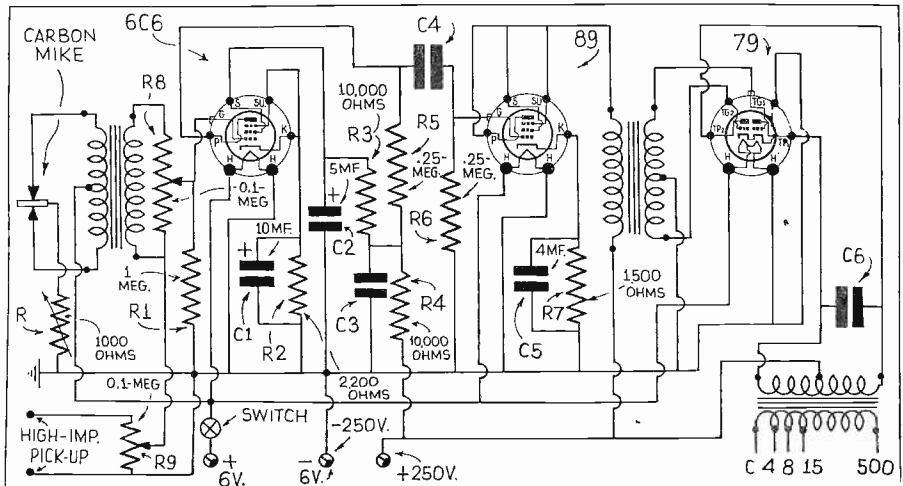 CARBON
MIKE
R8
6C6
C4
89
79
10,000
OHMS
R3
R5
.25-
MEG.
.25-
MEG.
R6
S
SU
G
P
K
H
H
S
SU
G
P
K
H
H
TG2
TG1
TP2
TP1
H
H
0.1-
MEG
5MF.
C2
10MF.
C1
R2
1
MEG.
R1
R
1000
OHMS
C3
R4
10,000
OHMS
4MF.
C5
R7
1500
OHMS
C6
0.1-MEG
2,200
OHMS
SWITCH
-250V.
HIGH-IMP.
PICK-UP
R9
+
6V.
-
6V.
+250V.
C 4 8 15 500
+
+